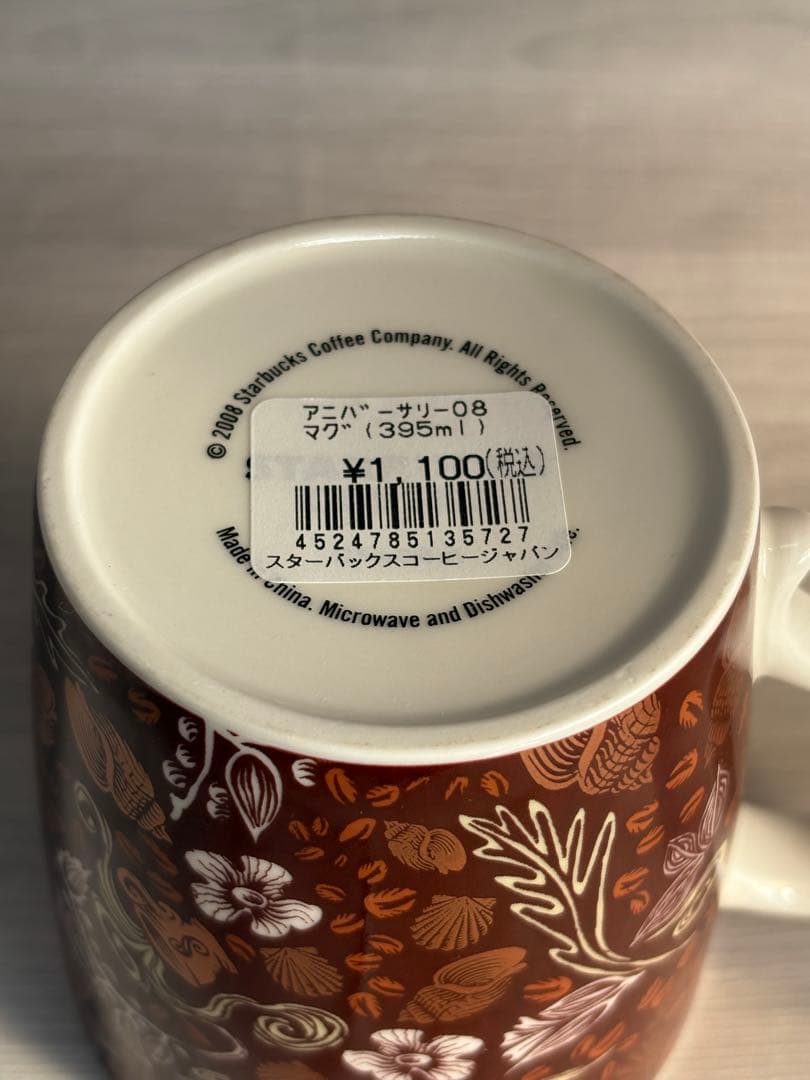 © 2008 Starbucks Coffee Company. All Rights Reserved.
アニバーサリー08
マグ(395ml)
¥1,100(税込)
4524785135727
スターバックスコーヒージャパン
Made in China. Microwave and